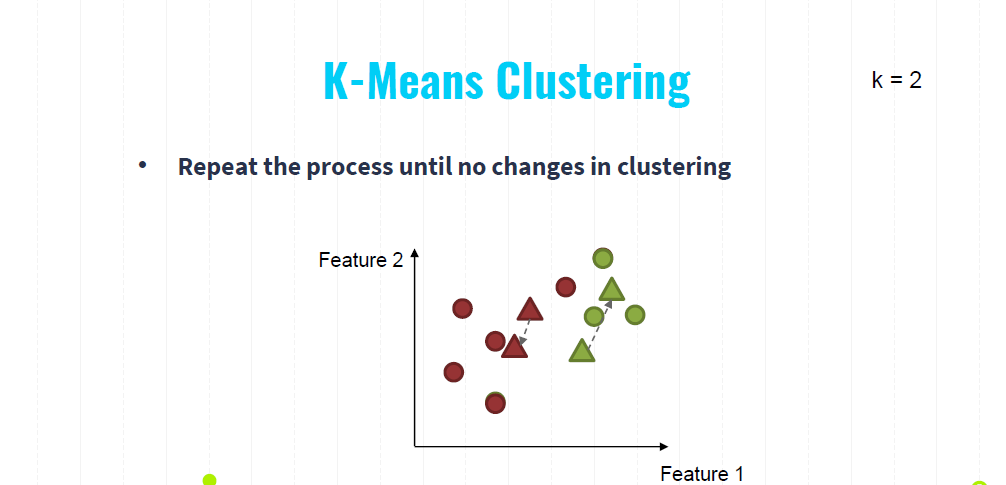 K-Means Clustering
k = 2
• Repeat the process until no changes in clustering
Feature 2
Feature 1